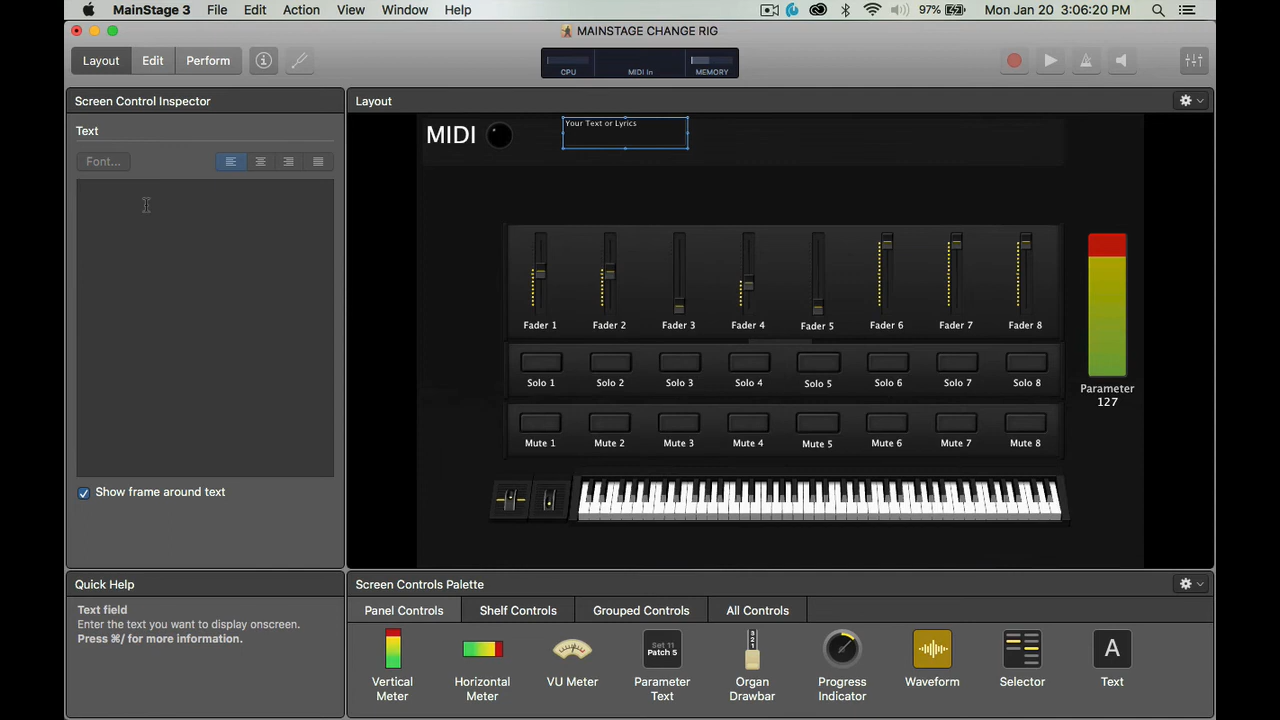 MainStage 3 File Edit Action View Window Help 97% Mon Jan 20 3:06:20 PM
MAINSTAGE CHANGE RIG
Layout Edit Perform
CPU MIDI In MEMORY
Screen Control Inspector
Text
Font...
Show frame around text
Quick Help
Text field
Enter the text you want to display onscreen.
Press ⌘/ for more information.
Layout
MIDI
Your Text or Lyrics
Fader 1 Fader 2 Fader 3 Fader 4 Fader 5 Fader 6 Fader 7 Fader 8
Solo 1 Solo 2 Solo 3 Solo 4 Solo 5 Solo 6 Solo 7 Solo 8
Parameter
127
Mute 1 Mute 2 Mute 3 Mute 4 Mute 5 Mute 6 Mute 7 Mute 8
Screen Controls Palette
Panel Controls Shelf Controls Grouped Controls All Controls
Set 11
Patch 5
3
2
1
A
Vertical Meter
Horizontal Meter
VU Meter
Parameter Text
Organ Drawbar
Progress Indicator
Waveform
Selector
Text